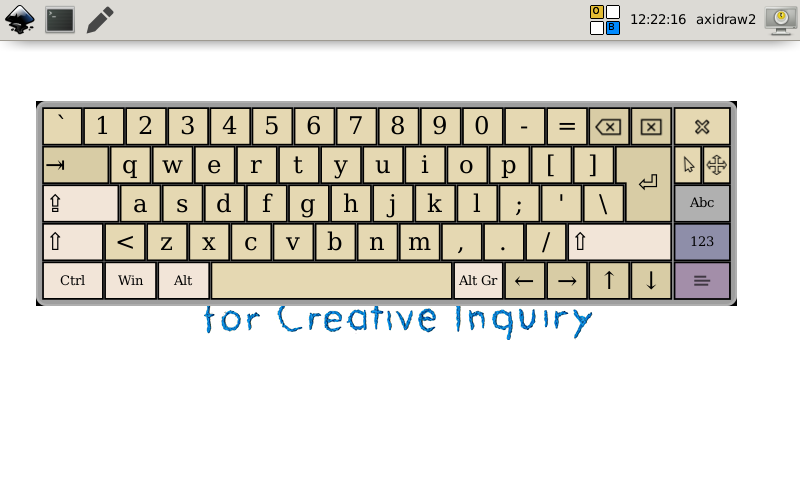 O
B
12:22:16 axidraw2
` 1 2 3 4 5 6 7 8 9 0 - =
q w e r t y u i o p [ ]
a s d f g h j k l ; ' \ Abc
< z x c v b n m , . / 123
Ctrl Win Alt Alt Gr ← → ↑ ↓
for Creative Inquiry